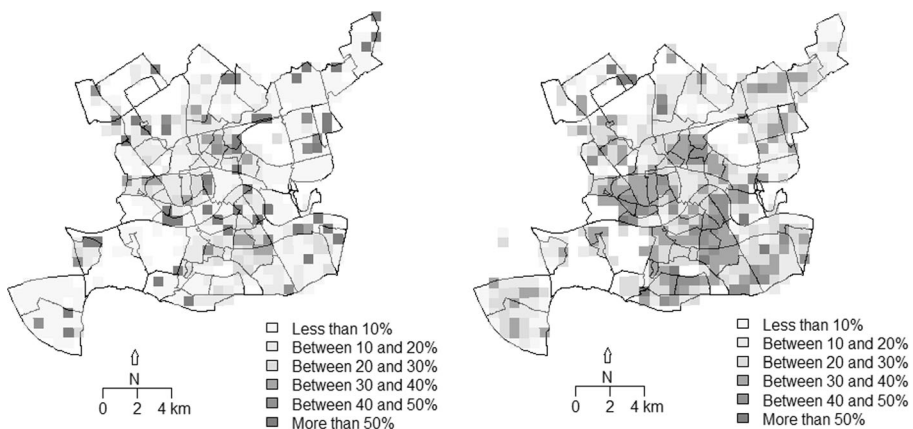 Less than 10%
Between 10 and 20%
Between 20 and 30%
Between 30 and 40%
Between 40 and 50%
More than 50%
N
0 2 4 km
Less than 10%
Between 10 and 20%
Between 20 and 30%
Between 30 and 40%
Between 40 and 50%
More than 50%
N
0 2 4 km